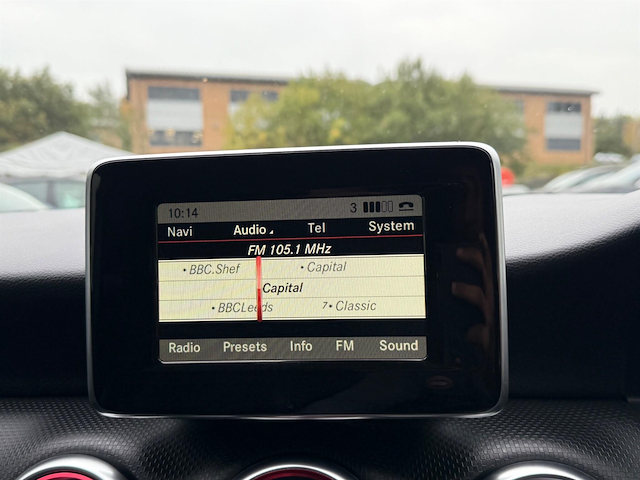 10:14 3
Navi Audio Tel System
FM 105.1 MHz
• BBC.Shef • Capital
Capital
• BBCLeeds 7• Classic
Radio Presets Info FM Sound